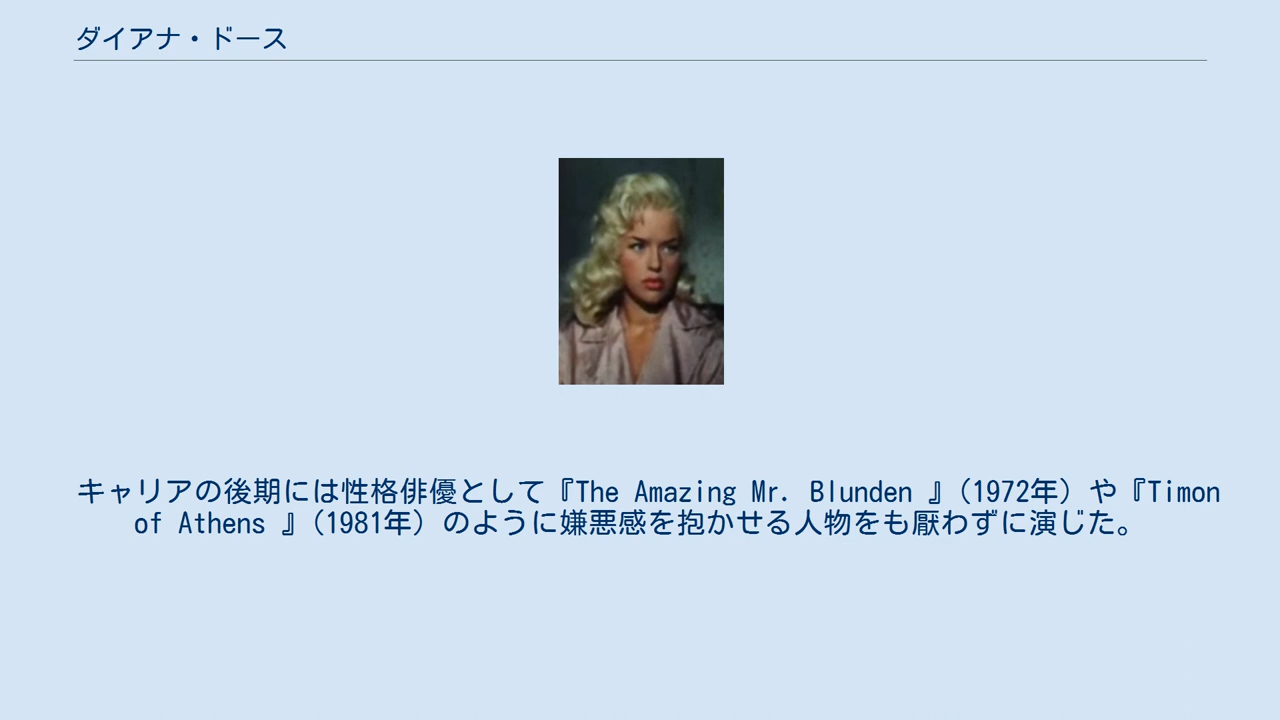 ダイアナ・ドース
キャリアの後期には性格俳優として『The Amazing Mr. Blunden 』（1972年）や『Timon
of Athens 』（1981年）のように嫌悪感を抱かせる人物をも厭わずに演じた。